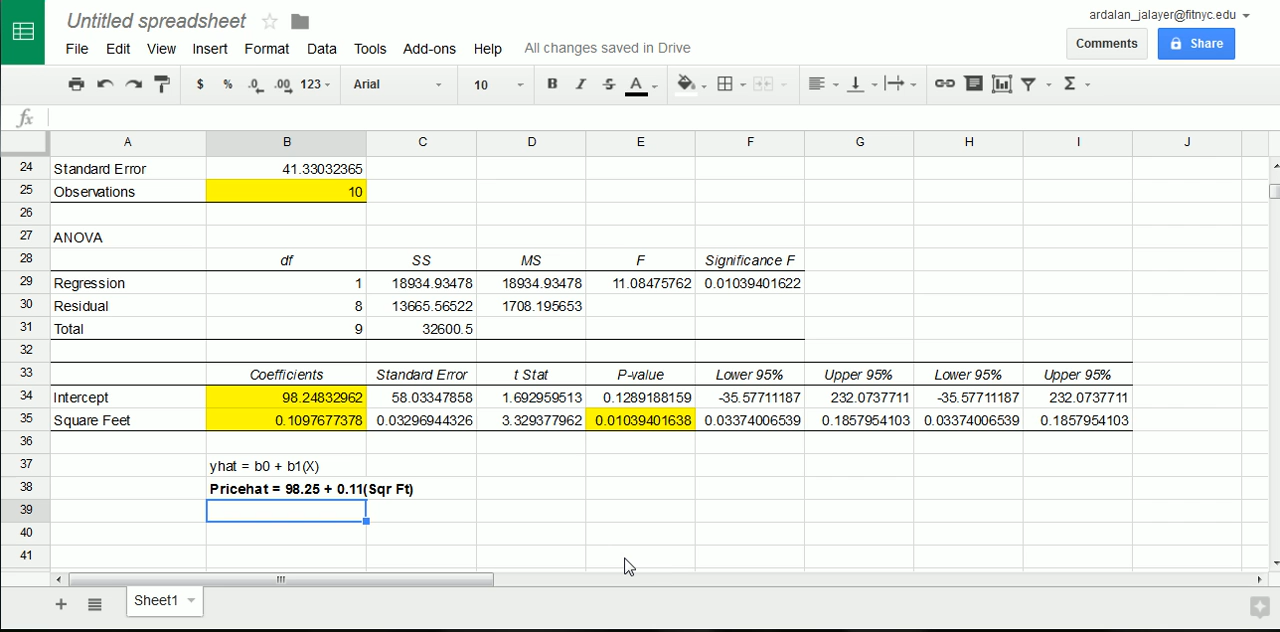 Untitled spreadsheet
ardalan_jalayer@fitnyc.edu
File Edit View Insert Format Data Tools Add-ons Help All changes saved in Drive
Comments Share
$ % .0 .00 123 Arial 10 B I S A Σ
fx
A B C D E F G H I J
24 Standard Error 41.33032365
25 Observations 10
26
27 ANOVA
28 df SS MS F Significance F
29 Regression 1 18934.93478 18934.93478 11.08475762 0.01039401622
30 Residual 8 13665.56522 1708.195653
31 Total 9 32600.5
32
33 Coefficients Standard Error t Stat P-value Lower 95% Upper 95% Lower 95% Upper 95%
34 Intercept 98.24832962 58.03347858 1.692959513 0.1289188159 -35.57711187 232.0737711 -35.57711187 232.0737711
35 Square Feet 0.1097677378 0.03296944326 3.329377962 0.01039401638 0.03374006539 0.1857954103 0.03374006539 0.1857954103
36
37 yhat = b0 + b1(X)
38 Pricehat = 98.25 + 0.11(Sqr Ft)
39
40
41
Sheet1